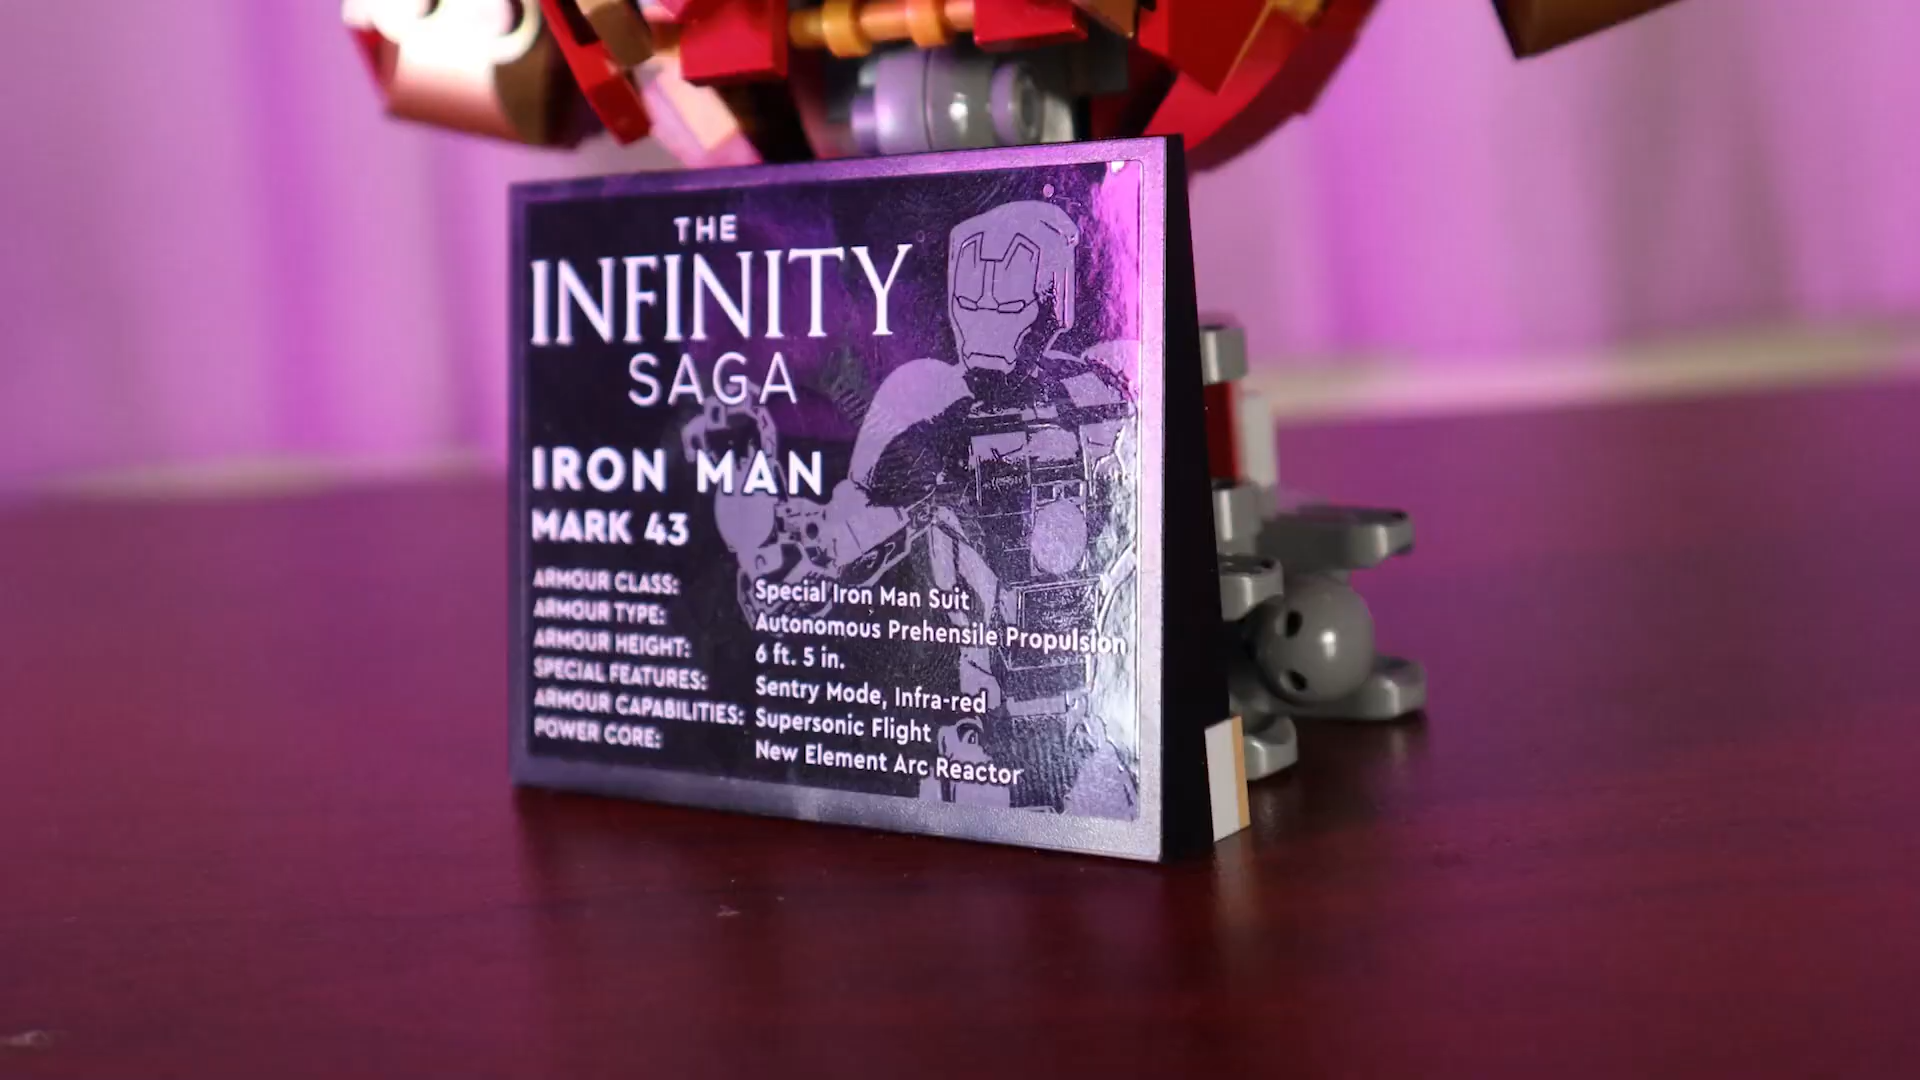 THE
INFINITY
SAGA
IRON MAN
MARK 43
ARMOUR CLASS: Special Iron Man Suit
ARMOUR TYPE: Autonomous Prehensile Propulsion
ARMOUR HEIGHT: 6 ft. 5 in.
SPECIAL FEATURES: Sentry Mode, Infra-red
ARMOUR CAPABILITIES: Supersonic Flight
POWER CORE: New Element Arc Reactor